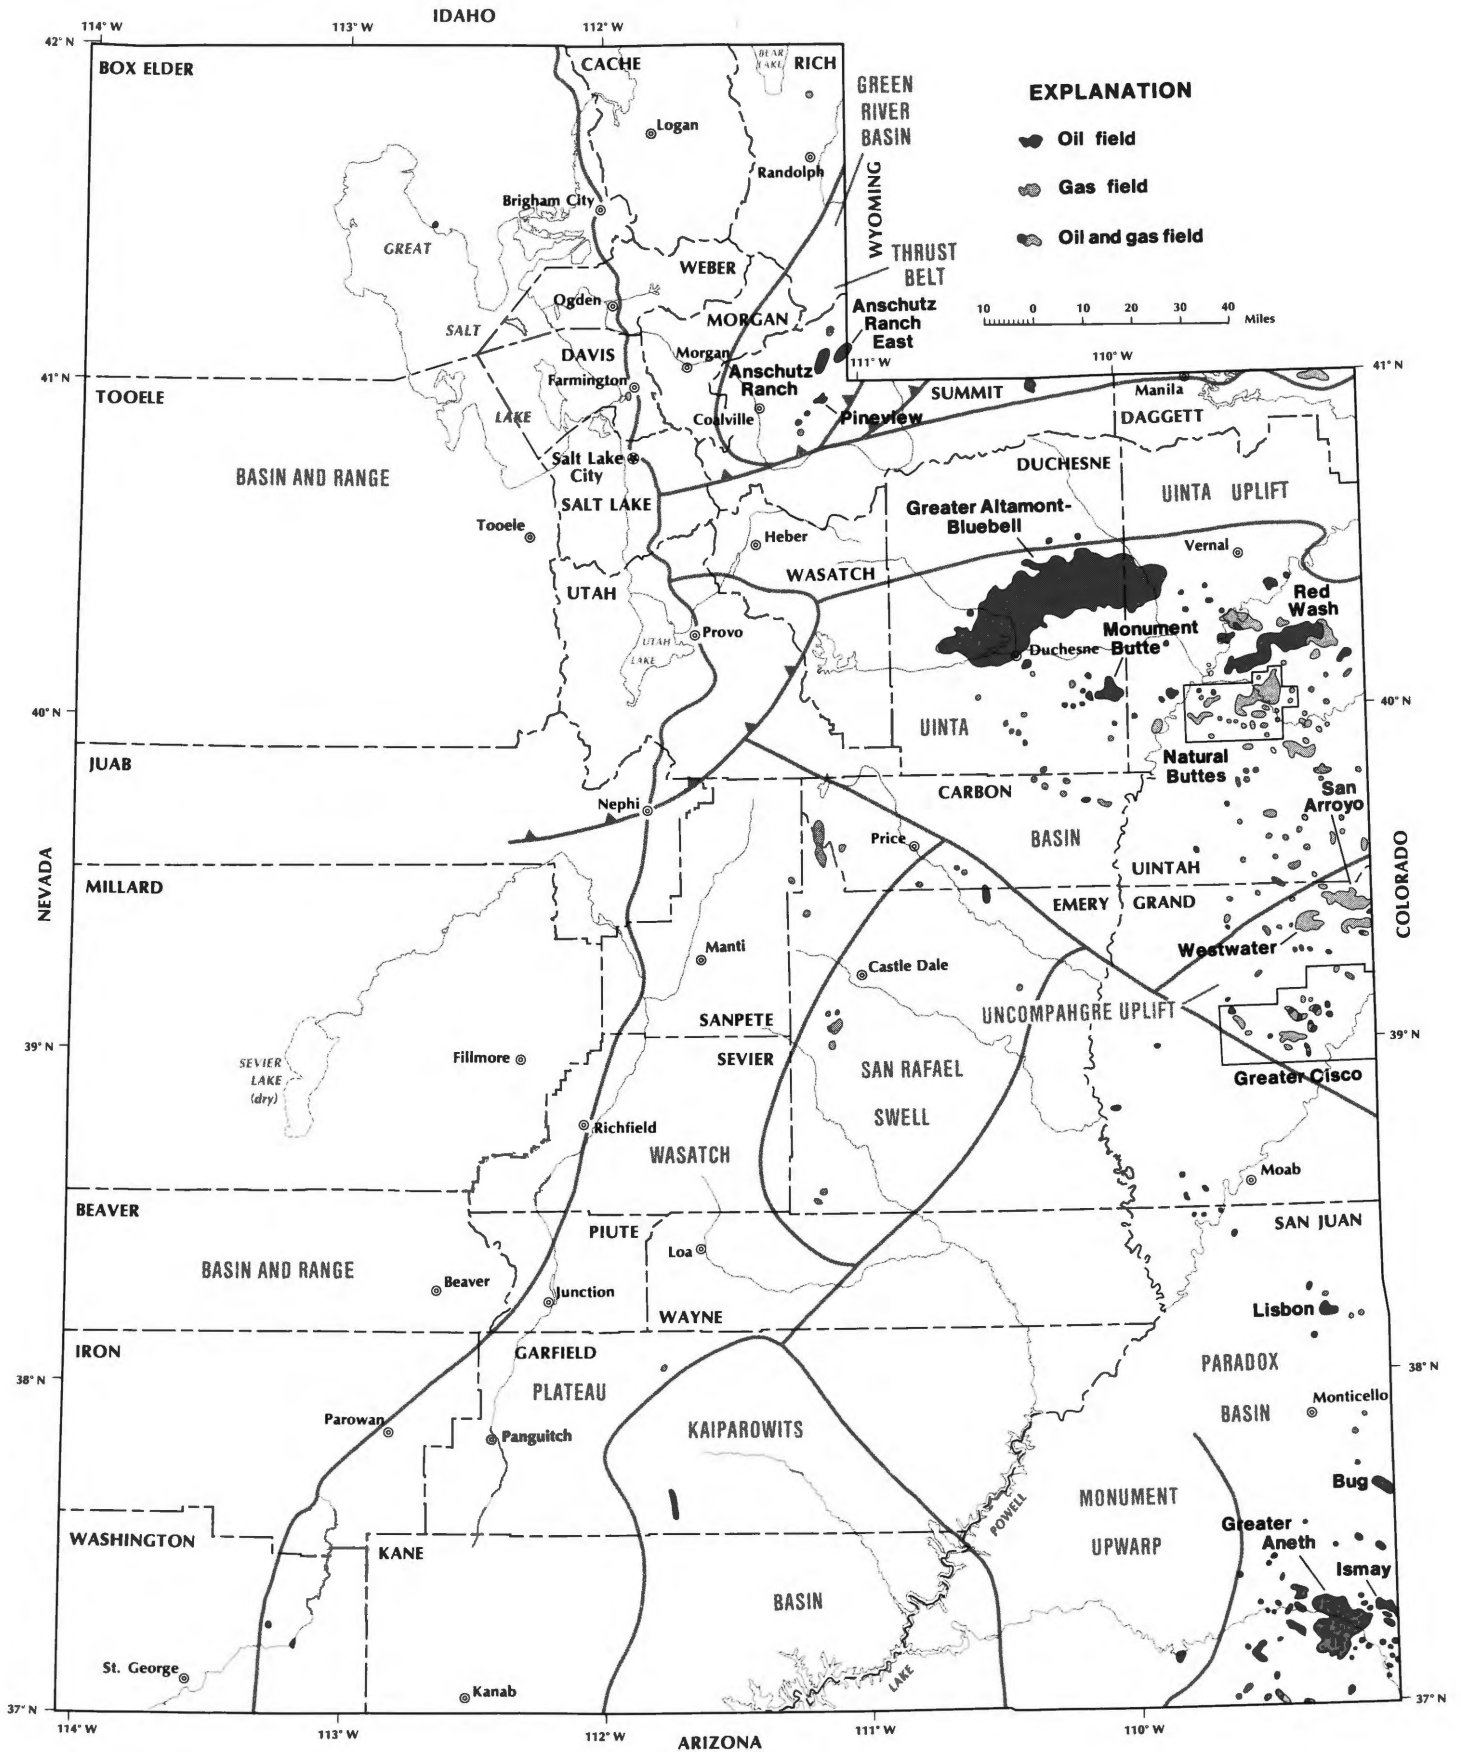 IDAHO
114° W
113° W
112° W
42° N
BOX ELDER
CACHE
BEAR
LAKE
RICH
GREEN
RIVER
BASIN
EXPLANATION
Oil field
Gas field
Oil and gas field
Logan
Randolph
WYOMING
Brigham City
GREAT
WEBER
THRUST
BELT
Ogden
SALT
MORGAN
Anschutz
Ranch
East
10 0 10 20 30 40
Miles
DAVIS
Morgan
111° W
110° W
41° N
41° N
Farmington
Anschutz
Ranch
SUMMIT
Manila
TOOELE
LAKE
Coalville
Pineview
DAGGETT
Salt Lake
City
BASIN AND RANGE
DUCHESNE
UINTA UPLIFT
SALT LAKE
Greater Altamont-
Bluebell
Tooele
Heber
Vernal
WASATCH
UTAH
Red
Wash
UTAH
LAKE
Provo
Monument
Butte
Duchesne
40° N
40° N
UINTA
JUAB
Natural
Buttes
CARBON
San
Arroyo
Nephi
Price
BASIN
NEVADA
COLORADO
MILLARD
UINTAH
EMERY
GRAND
Manti
Westwater
Castle Dale
SANPETE
UNCOMPAHGRE UPLIFT
39° N
39° N
SEVIER
LAKE
(dry)
Fillmore
SEVIER
SAN RAFAEL
SWELL
Greater Cisco
Richfield
WASATCH
Moab
BEAVER
PIUTE
SAN JUAN
Loa
BASIN AND RANGE
Beaver
Junction
Lisbon
WAYNE
IRON
GARFIELD
PARADOX
BASIN
38° N
38° N
PLATEAU
Monticello
Parowan
Panguitch
KAIPAROWITS
Bug
MONUMENT
UPWARP
POWELL
Greater
Aneth
WASHINGTON
KANE
Ismay
BASIN
St. George
Kanab
LAKE
37° N
37° N
114° W
113° W
112° W
111° W
110° W
ARIZONA